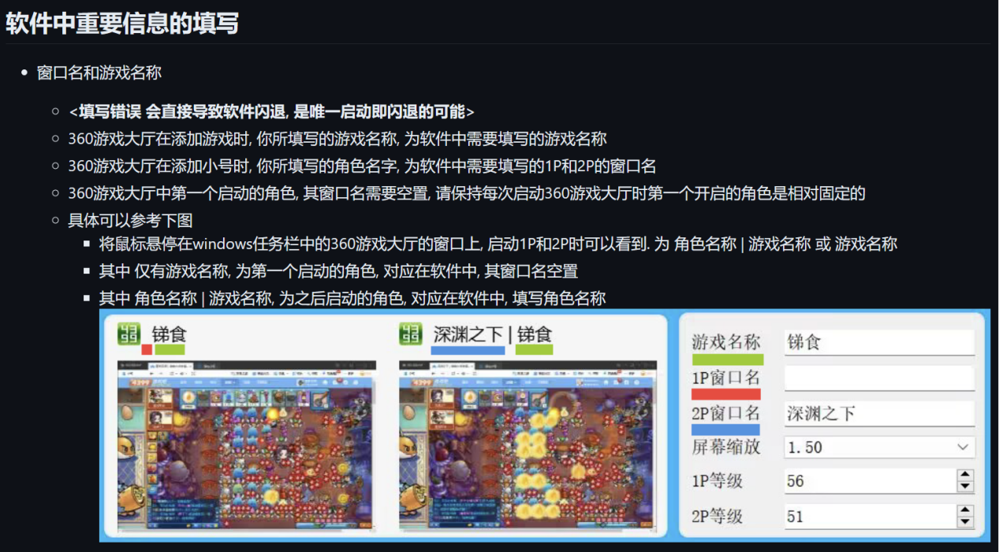 软件中重要信息的填写
窗口名和游戏名称
<填写错误 会直接导致软件闪退, 是唯一启动即闪退的可能>
360游戏大厅在添加游戏时, 你所填写的游戏名称, 为软件中需要填写的游戏名称
360游戏大厅在添加小号时, 你所填写的角色名字, 为软件中需要填写的1P和2P的窗口名
360游戏大厅中第一个启动的角色, 其窗口名需要空置, 请保持每次启动360游戏大厅时第一个开启的角色是相对固定的
具体可以参考下图
将鼠标悬停在windows任务栏中的360游戏大厅的窗口上, 启动1P和2P时可以看到. 为 角色名称 | 游戏名称 或 游戏名称
其中 仅有游戏名称, 为第一个启动的角色, 对应在软件中, 其窗口名空置
其中 角色名称 | 游戏名称, 为之后启动的角色, 对应在软件中, 填写角色名称
4399 锑食
4399 深渊之下 | 锑食
4399
4399
游戏名称 锑食
1P窗口名
2P窗口名 深渊之下
屏幕缩放 1.50
1P等级 56
2P等级 51